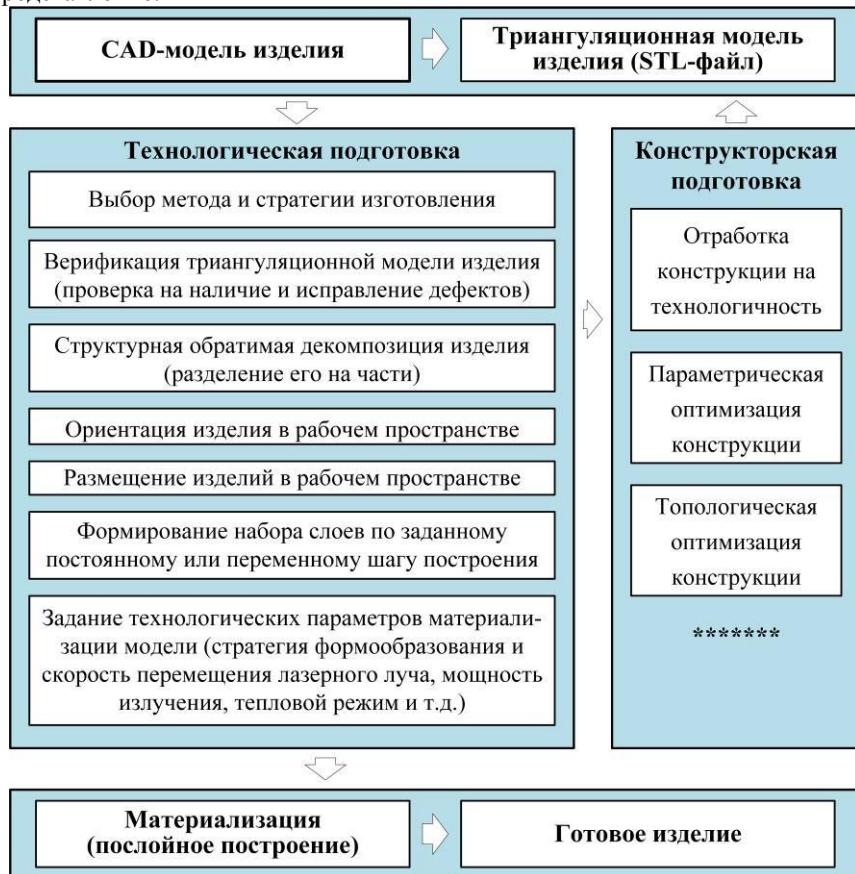 CAD-модель изделия
Триангуляционная модель
изделия (STL-файл)
Технологическая подготовка
Выбор метода и стратегии изготовления
Верификация триангуляционной модели изделия
(проверка на наличие и исправление дефектов)
Структурная обратимая декомпозиция изделия
(разделение его на части)
Ориентация изделия в рабочем пространстве
Размещение изделий в рабочем пространстве
Формирование набора слоев по заданному
постоянному или переменному шагу построения
Задание технологических параметров материали-
зации модели (стратегия формообразования и
скорость перемещения лазерного луча, мощность
излучения, тепловой режим и т.д.)
Конструкторская
подготовка
Отработка
конструкции на
технологичность
Параметрическая
оптимизация
конструкции
Топологическая
оптимизация
конструкции
*******
Материализация
(послойное построение)
Готовое изделие